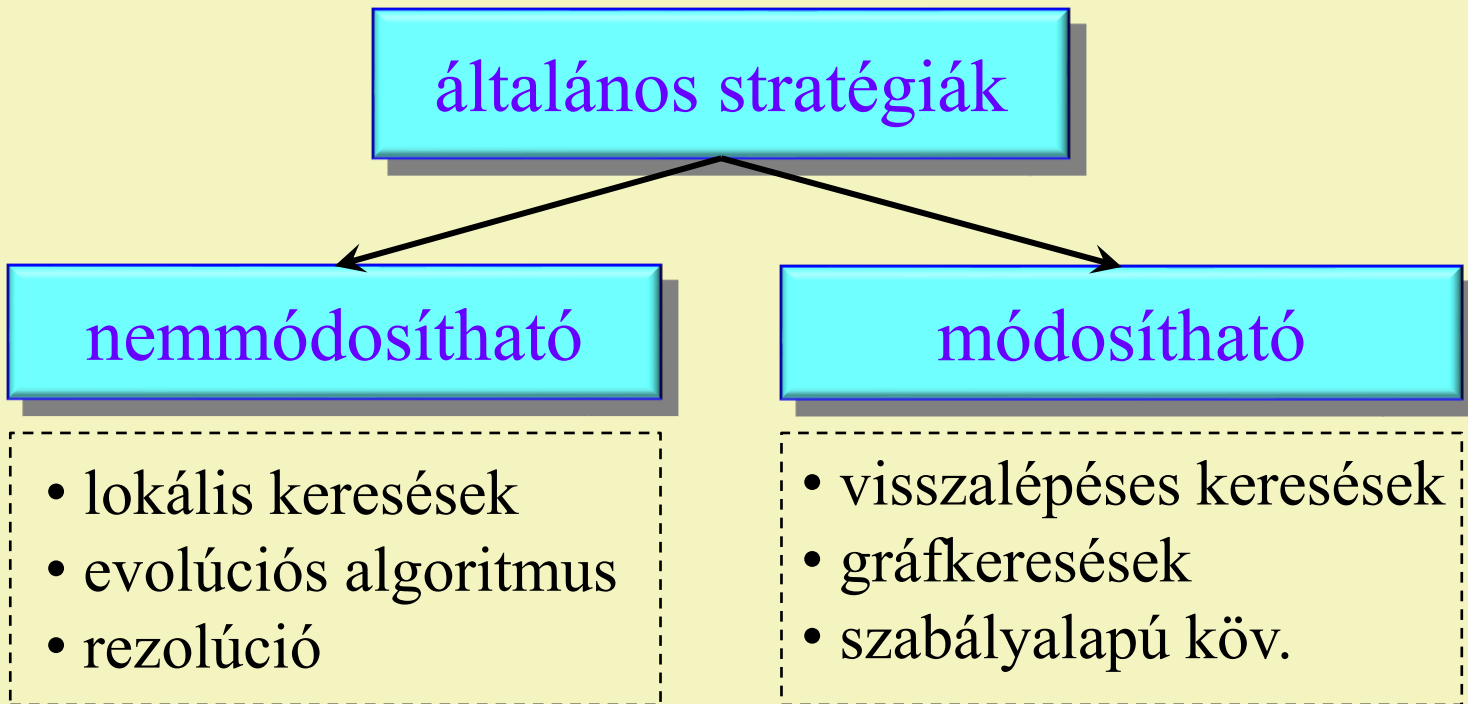 általános stratégiák
nemmódosítható
módosítható
• lokális keresések
• evolúciós algoritmus
• rezolúció
• visszalépéses keresések
• gráfkeresések
• szabályalapú köv.